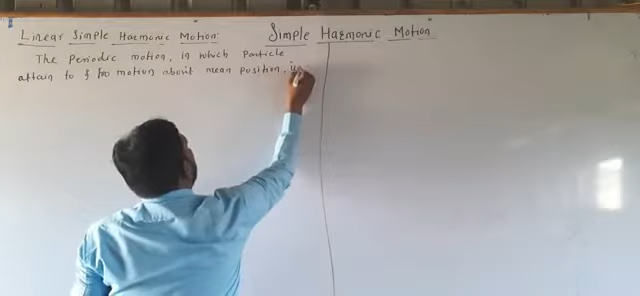 Simple Harmonic Motion
Linear Simple Harmonic Motion:
The Periodic motion, in which Particle
attain to & fro motion about mean position, in